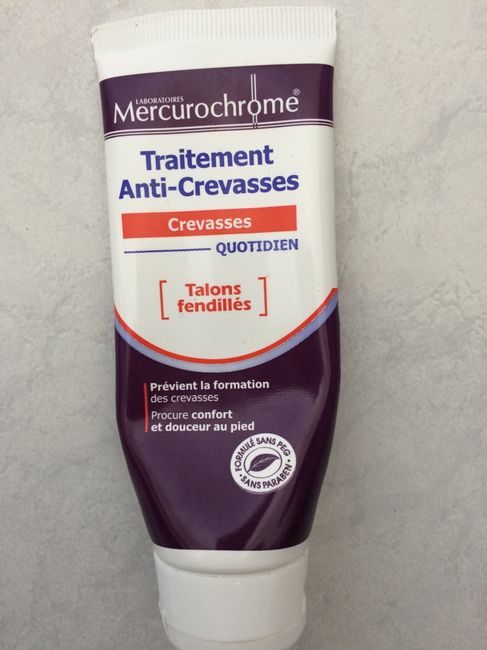 LABORATOIRES
Mercurochrome®
Traitement
Anti-Crevasses
Crevasses
QUOTIDIEN
[Talons
fendillés]
Prévient la formation
des crevasses
Procure confort
et douceur au pied
FORMULE SANS PEG
• SANS PARABEN •